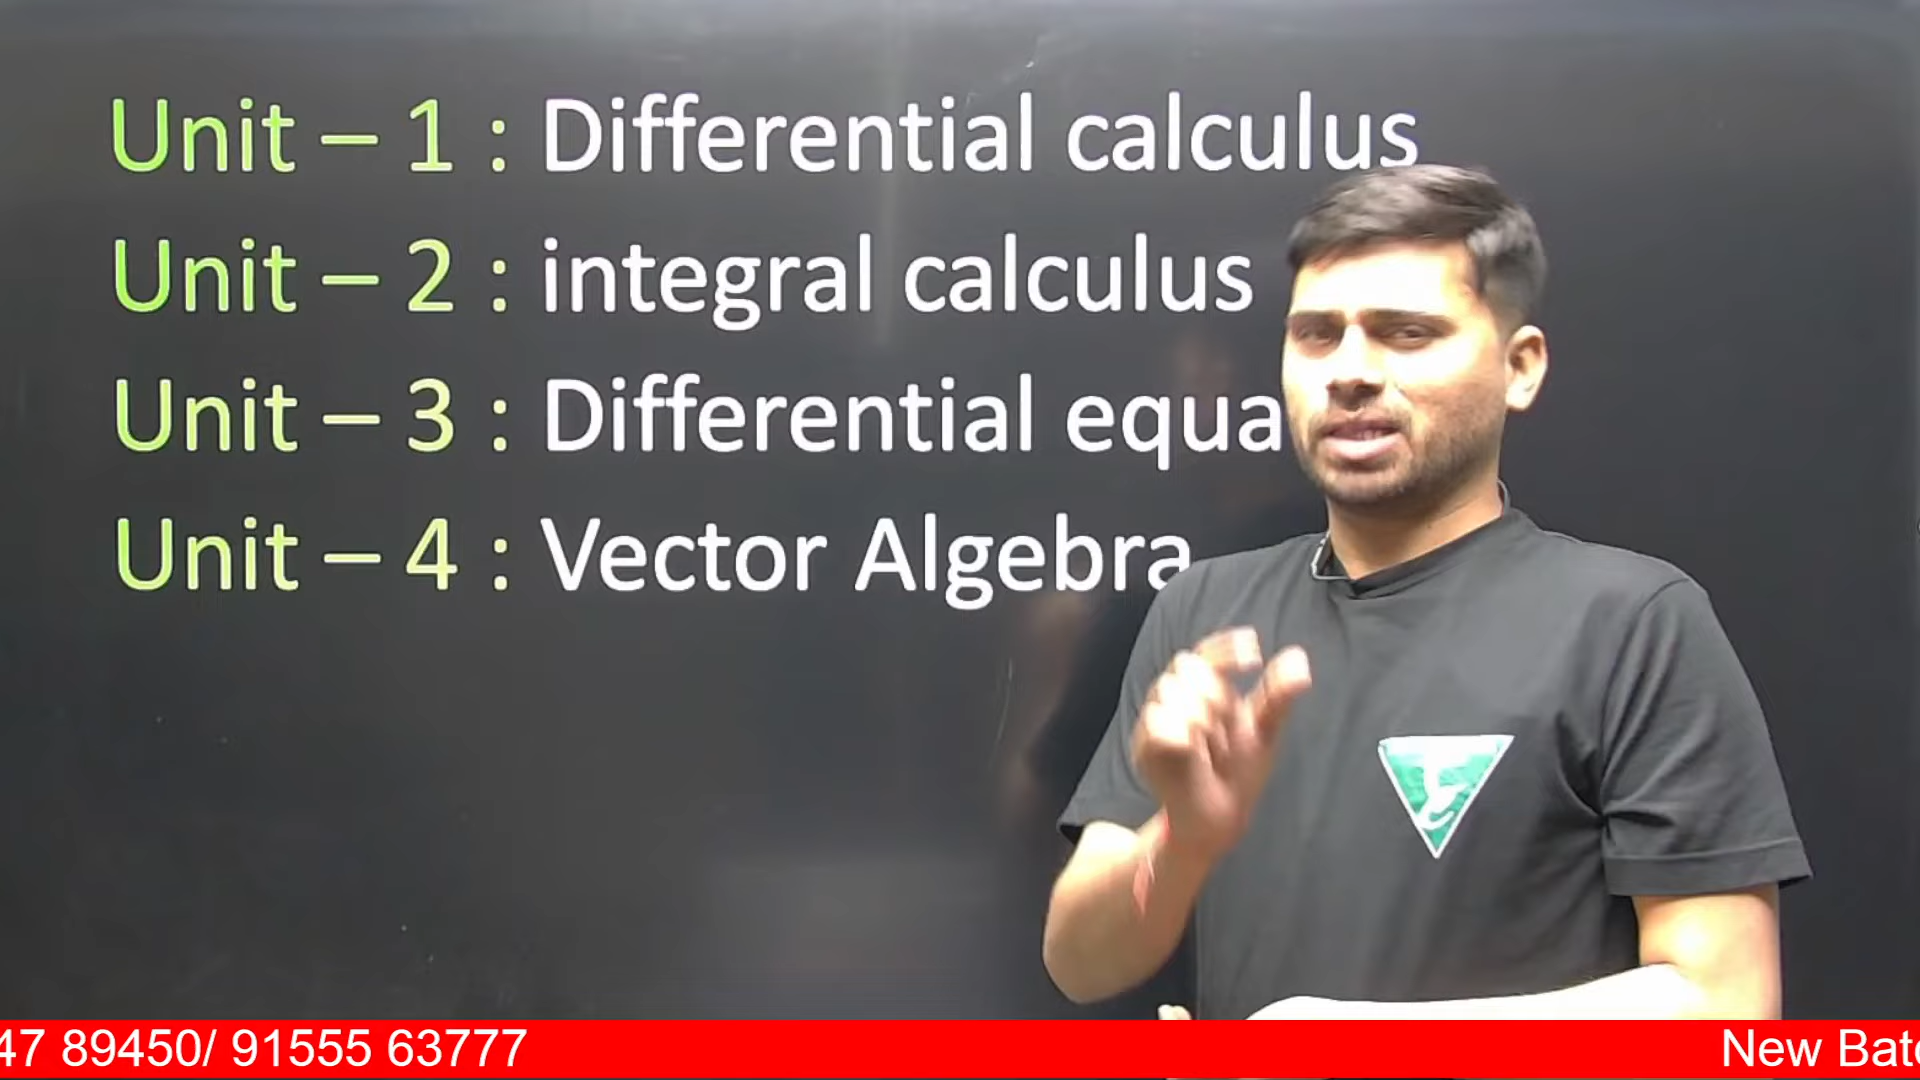 Unit – 1 : Differential calculus
Unit – 2 : integral calculus
Unit – 3 : Differential equa
Unit – 4 : Vector Algebra
47 89450/ 91555 63777
New Batc